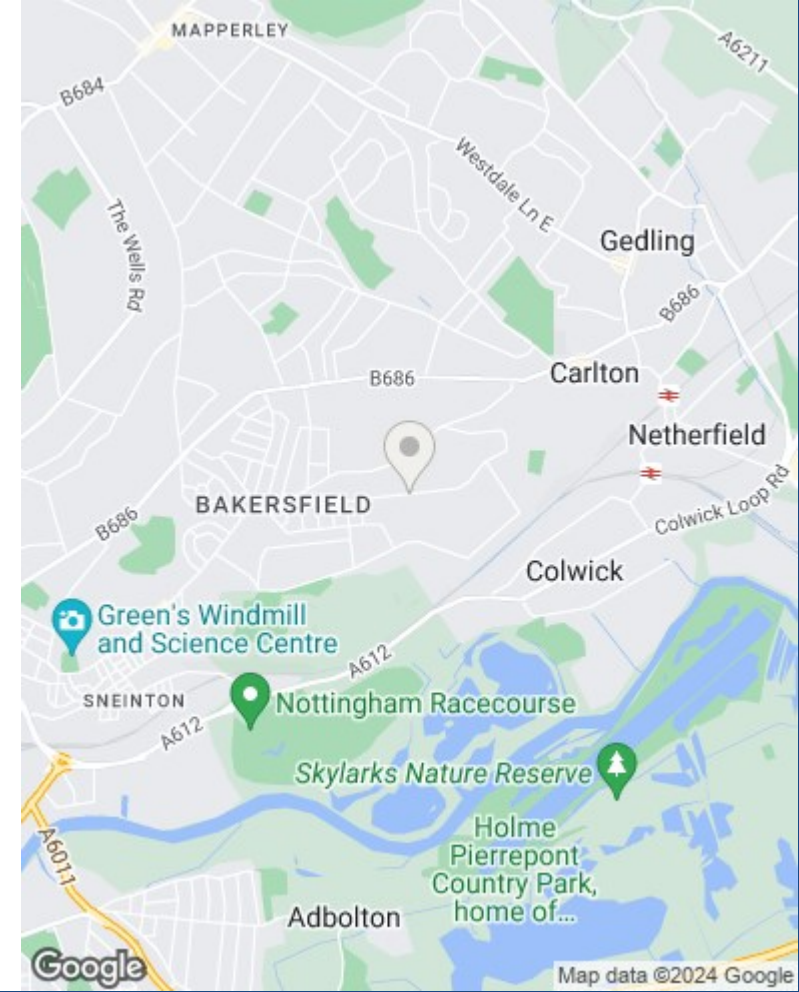 MAPPERLEY
A6211
B684
Westdale Ln E
The Wells Rd
Gedling
B686
B686
Carlton
Netherfield
BAKERSFIELD
B686
Colwick Loop Rd
Colwick
Green's Windmill
and Science Centre
A612
SNEINTON
Nottingham Racecourse
A612
Skylarks Nature Reserve
Holme
Pierrepont
Country Park,
home of...
A6011
Adbolton
Google
Map data ©2024 Google